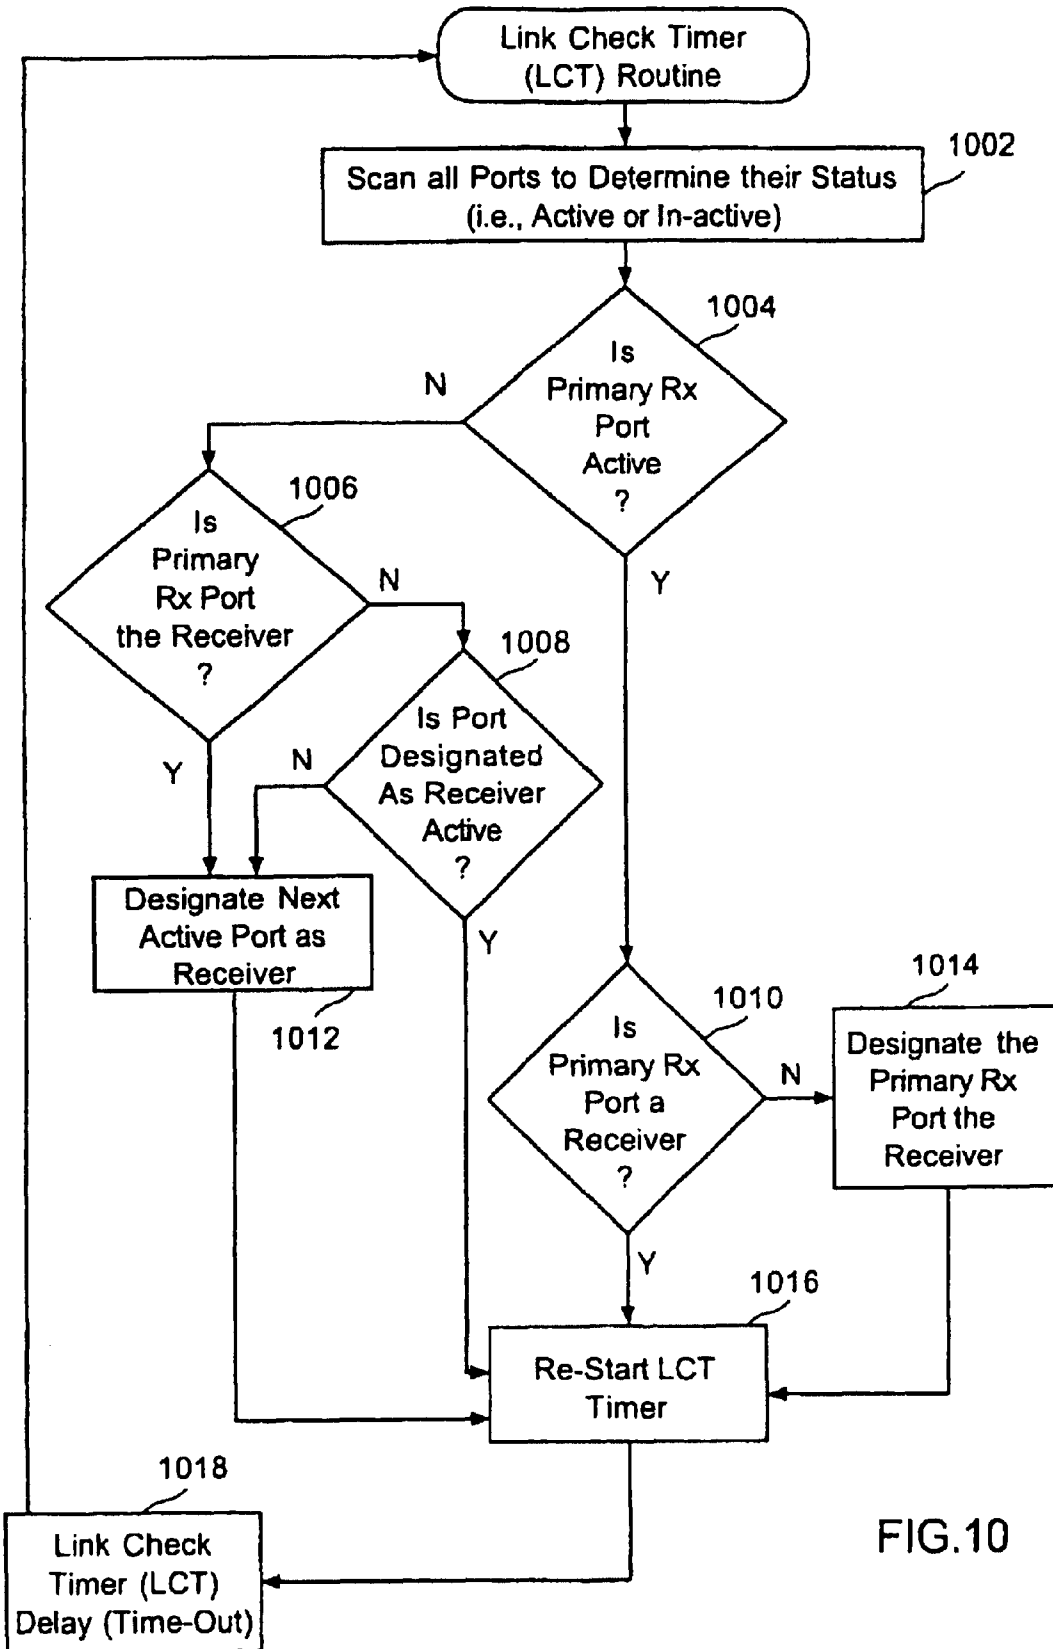 Link Check Timer
(LCT) Routine
1002
Scan all Ports to Determine their Status
(i.e., Active or In-active)
1004
Is
Primary Rx
Port
Active
?
N
Y
1006
Is
Primary
Rx Port
the Receiver
?
N
Y
1008
Is Port
Designated
As Receiver
Active
?
N
Y
Designate Next
Active Port as
Receiver
1012
1010
Is
Primary Rx
Port a
Receiver
?
N
Y
1014
Designate the
Primary Rx
Port the
Receiver
1016
Re-Start LCT
Timer
1018
Link Check
Timer (LCT)
Delay (Time-Out)
FIG.10